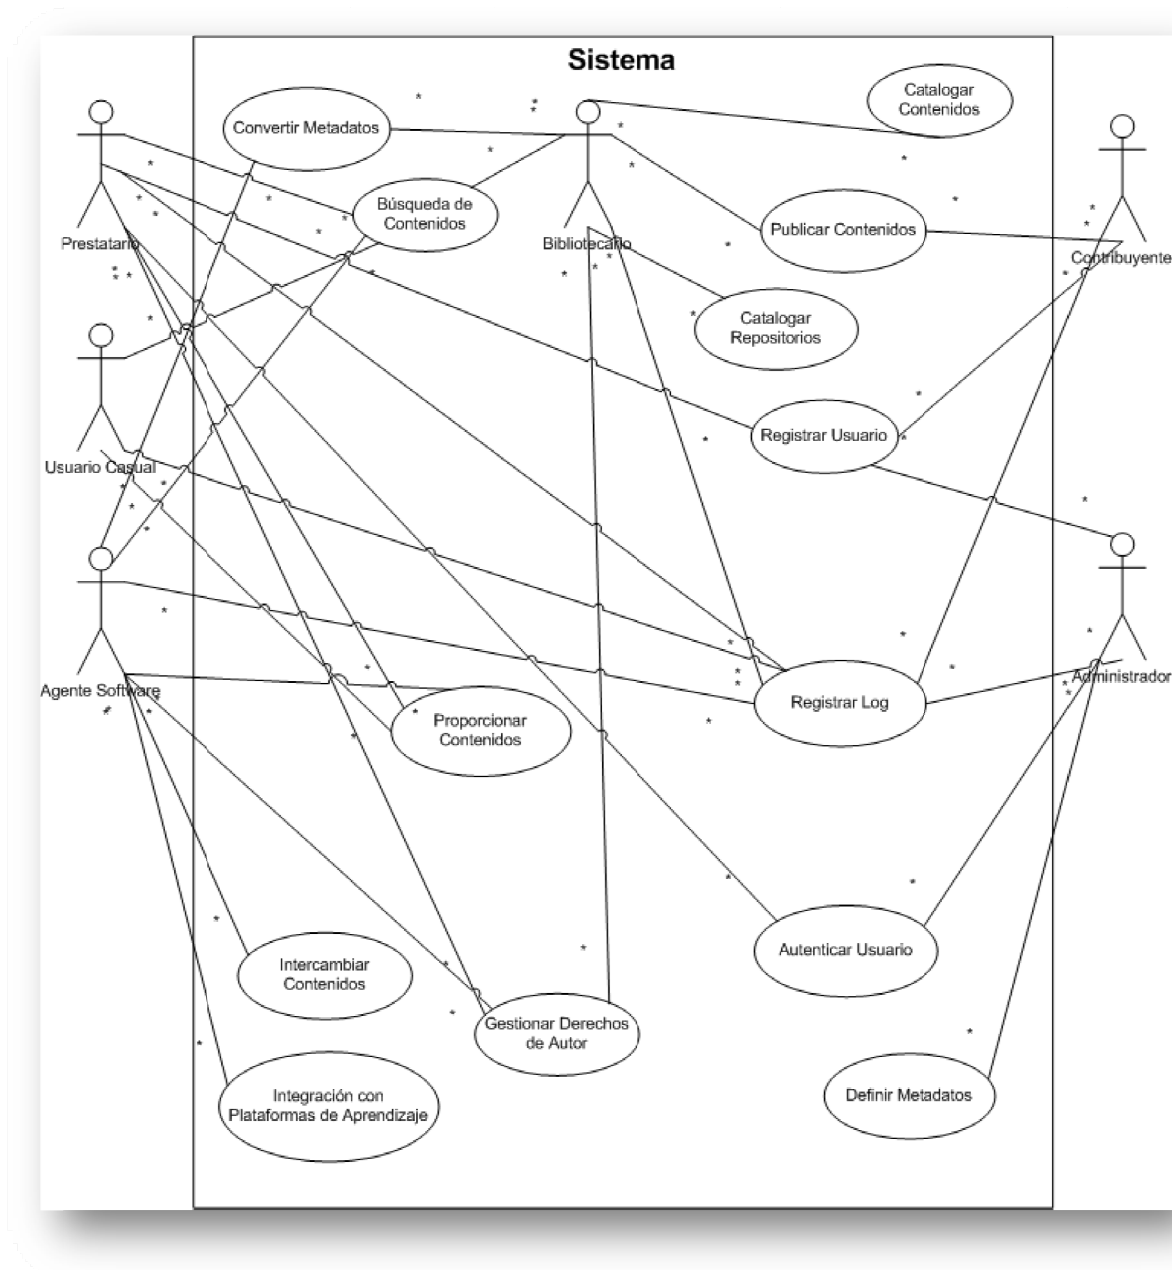 Sistema
Catalogar
Contenidos
Convertir Metadatos
Búsqueda de
Contenidos
Publicar Contenidos
Prestatario
Bibliotecario
Contribuyente
Catalogar
Repositorios
Registrar Usuario
Usuario Casual
Agente Software
Administrador
Registrar Log
Proporcionar
Contenidos
Autenticar Usuario
Intercambiar
Contenidos
Gestionar Derechos
de Autor
Integración con
Plataformas de Aprendizaje
Definir Metadatos